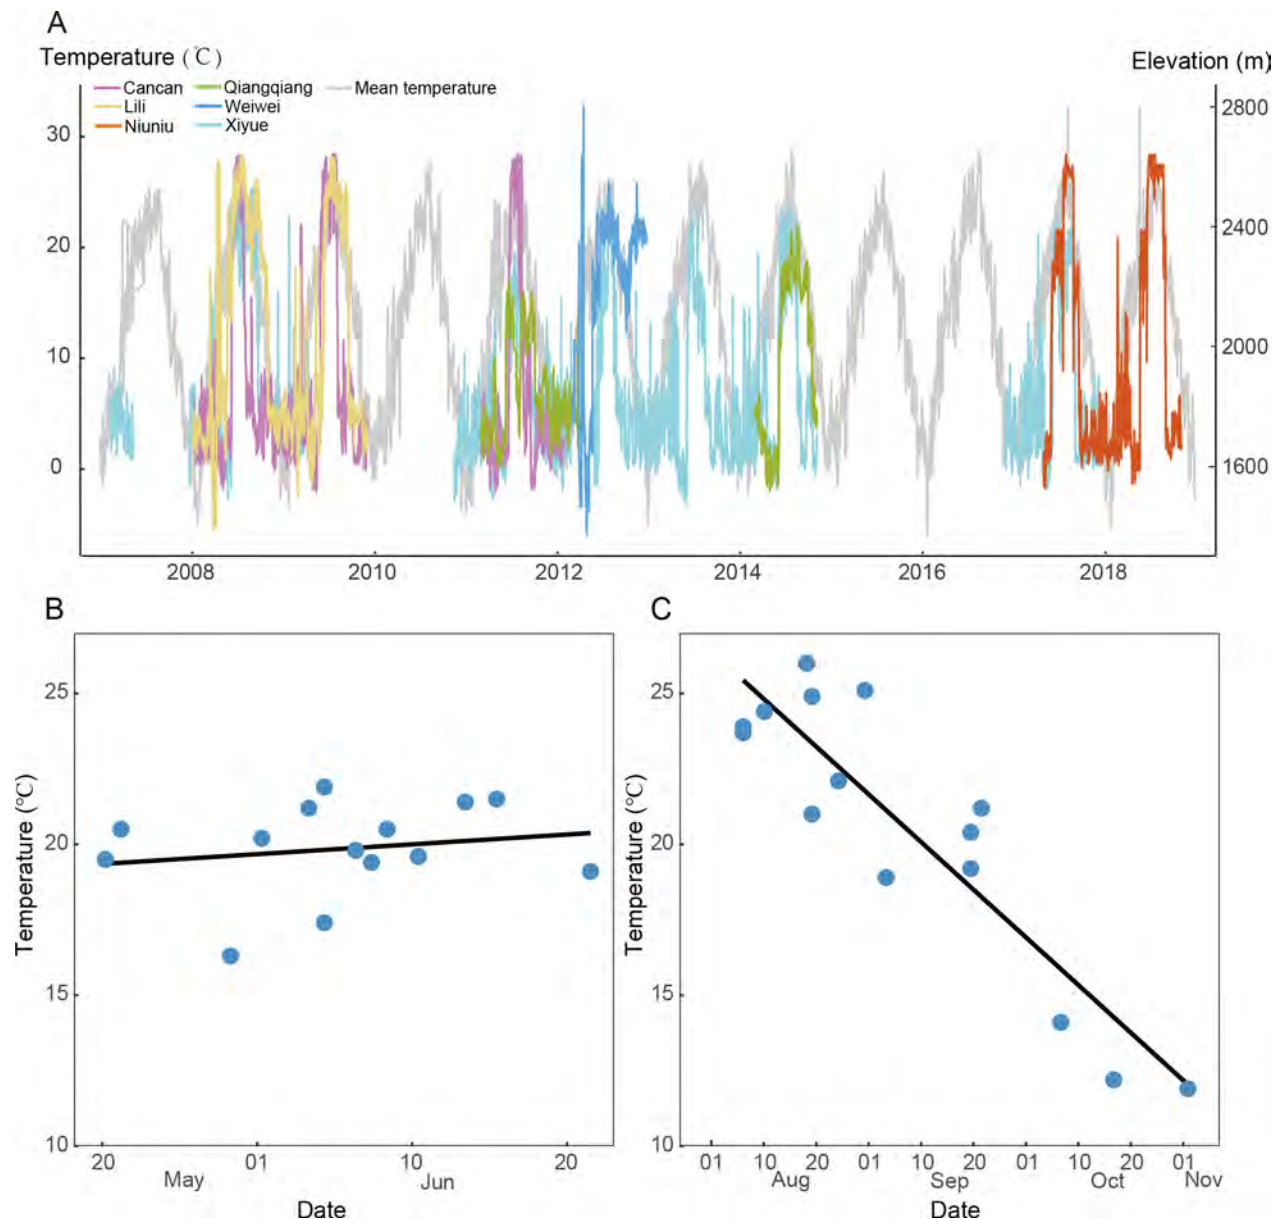 A
Temperature (℃)
Elevation (m)
Cancan Qiangqiang Mean temperature
Lili Weiwei
Niuniu Xiyue
30
20
10
0
2800
2400
2000
1600
2008 2010 2012 2014 2016 2018
B
Temperature (°C)
25
20
15
10
20 01 10 20
May Jun
Date
C
Temperature (°C)
25
20
15
10
01 10 20 01 10 20 01 10 20 01
Aug Sep Oct Nov
Date